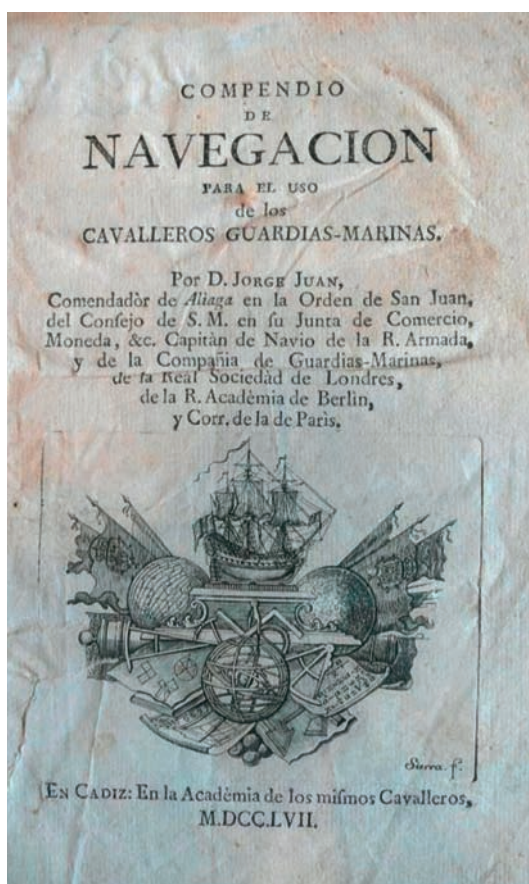 COMPENDIO
DE
NAVEGACION
PARA EL USO
de los
CAVALLEROS GUARDIAS-MARINAS.
Por D. JORGE JUAN,
Comendadòr de Aliaga en la Orden de San Juan,
del Conſejo de S. M. en ſu Junta de Comercio,
Moneda, &c. Capitàn de Navio de la R. Armada,
y de la Compañia de Guardias-Marinas,
de la Reàl Sociedàd de Londres,
de la R. Acadèmia de Berlìn,
y Corr. de la de Parìs.
Sierra. f.
EN CADIZ: En la Acadèmia de los miſmos Cavalleros,
M.DCC.LVII.